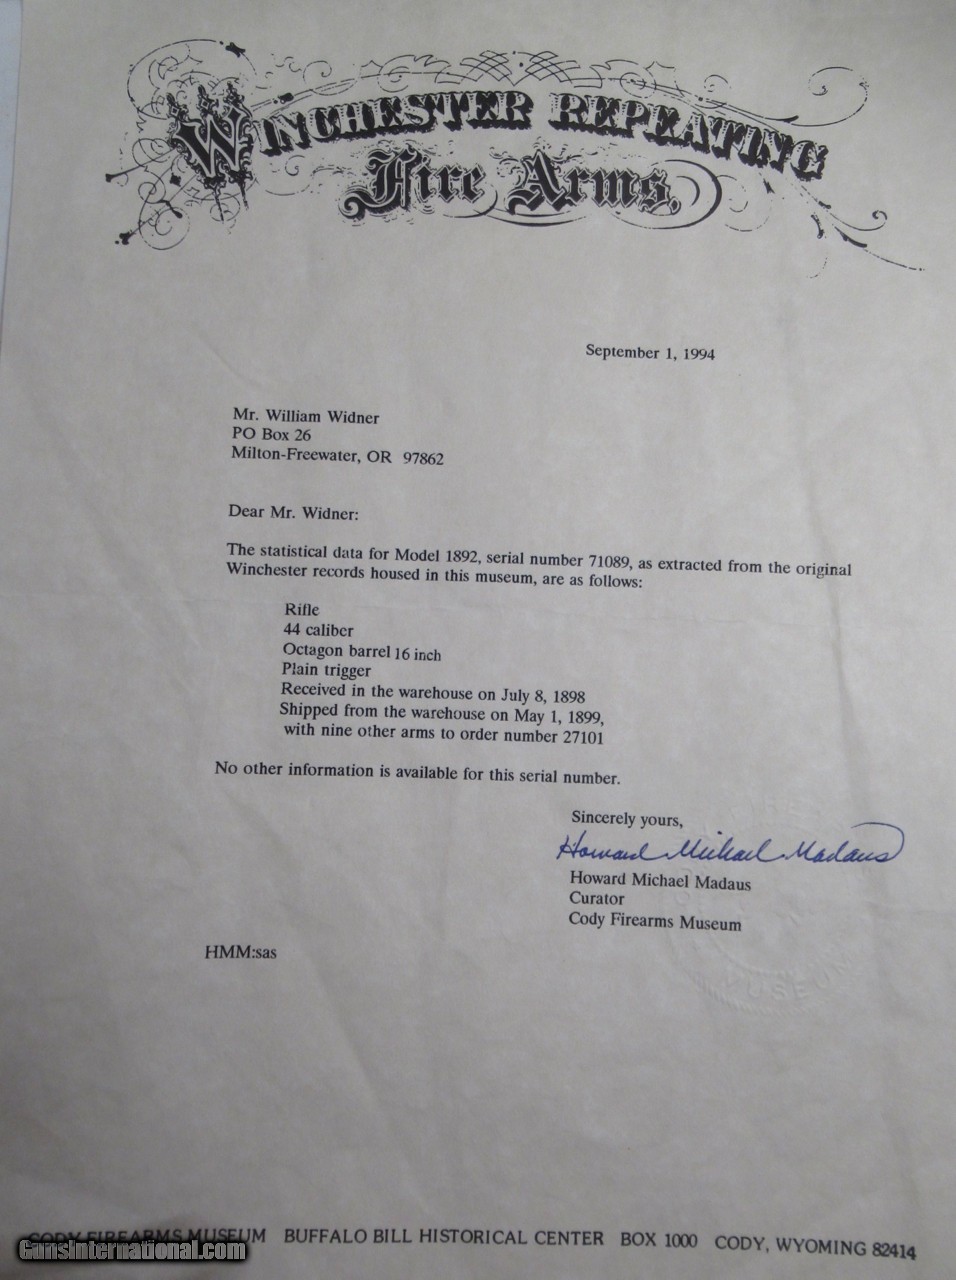 WINCHESTER REPEATING
Fire Arms.
September 1, 1994
Mr. William Widner
PO Box 26
Milton-Freewater, OR 97862
Dear Mr. Widner:
The statistical data for Model 1892, serial number 71089, as extracted from the original
Winchester records housed in this museum, are as follows:
Rifle
44 caliber
Octagon barrel 16 inch
Plain trigger
Received in the warehouse on July 8, 1898
Shipped from the warehouse on May 1, 1899,
with nine other arms to order number 27101
No other information is available for this serial number.
Sincerely yours,
Howard Michael Madaus
Howard Michael Madaus
Curator
Cody Firearms Museum
MUSEUM
HMM:sas
CODY FIREARMS MUSEUM BUFFALO BILL HISTORICAL CENTER BOX 1000 CODY, WYOMING 82414
GunsInternational.com